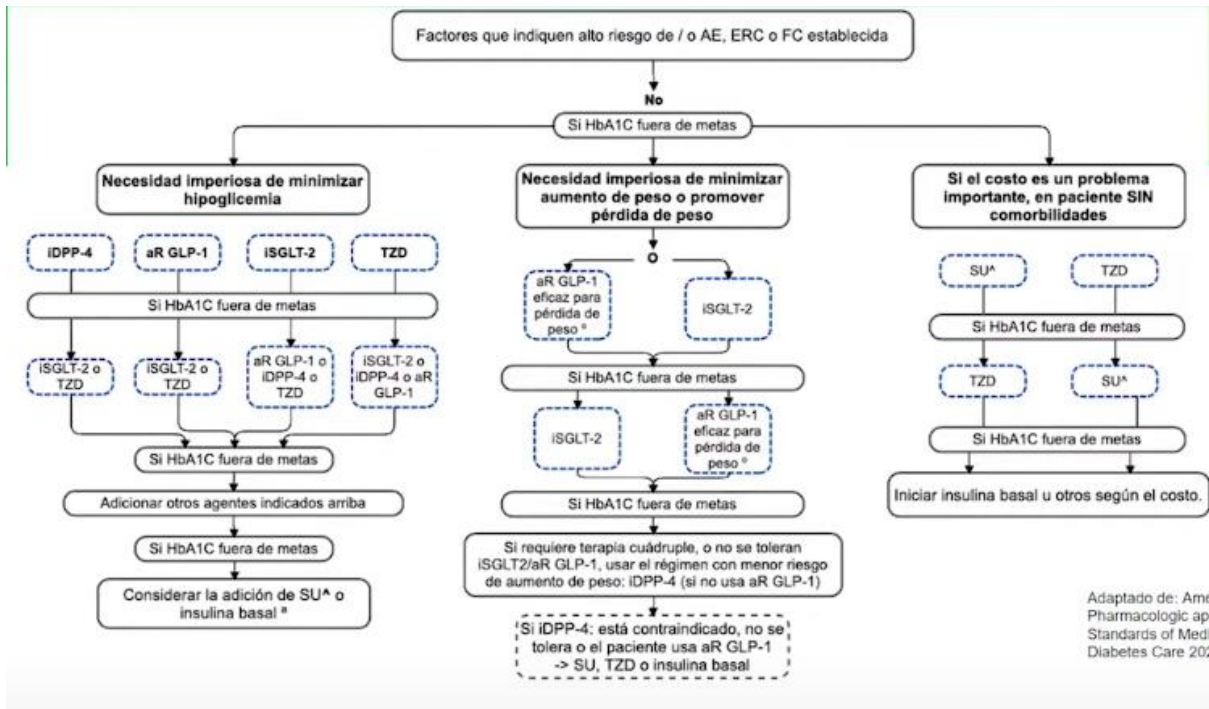 Factores que indiquen alto riesgo de / o AE, ERC o FC establecida
No
Si HbA1C fuera de metas
Necesidad imperiosa de minimizar
hipoglicemia
iDPP-4
aR GLP-1
iSGLT-2
TZD
Si HbA1C fuera de metas
iSGLT-2 o
TZD
iSGLT-2 o
TZD
aR GLP-1 o
iDPP-4 o
TZD
iSGLT-2 o
iDPP-4 o aR
GLP-1
Si HbA1C fuera de metas
Adicionar otros agentes indicados arriba
Si HbA1C fuera de metas
Considerar la adición de SU^ o
insulina basal
Necesidad imperiosa de minimizar
aumento de peso o promover
pérdida de peso
O
aR GLP-1
eficaz para
pérdida de
peso
iSGLT-2
Si HbA1C fuera de metas
iSGLT-2
aR GLP-1
eficaz para
pérdida de
peso
Si HbA1C fuera de metas
Si requiere terapia cuádruple, o no se toleran
iSGLT2/aR GLP-1, usar el régimen con menor riesgo
de aumento de peso: iDPP-4 (si no usa aR GLP-1)
Si iDPP-4: está contraindicado, no se
tolera o el paciente usa aR GLP-1
-> SU, TZD o insulina basal
Si el costo es un problema
importante, en paciente SIN
comorbilidades
SU^
TZD
Si HbA1C fuera de metas
TZD
SU^
Si HbA1C fuera de metas
Iniciar insulina basal u otros según el costo.
Adaptado de: Ame
Pharmacologic ap
Standards of Medi
Diabetes Care 202